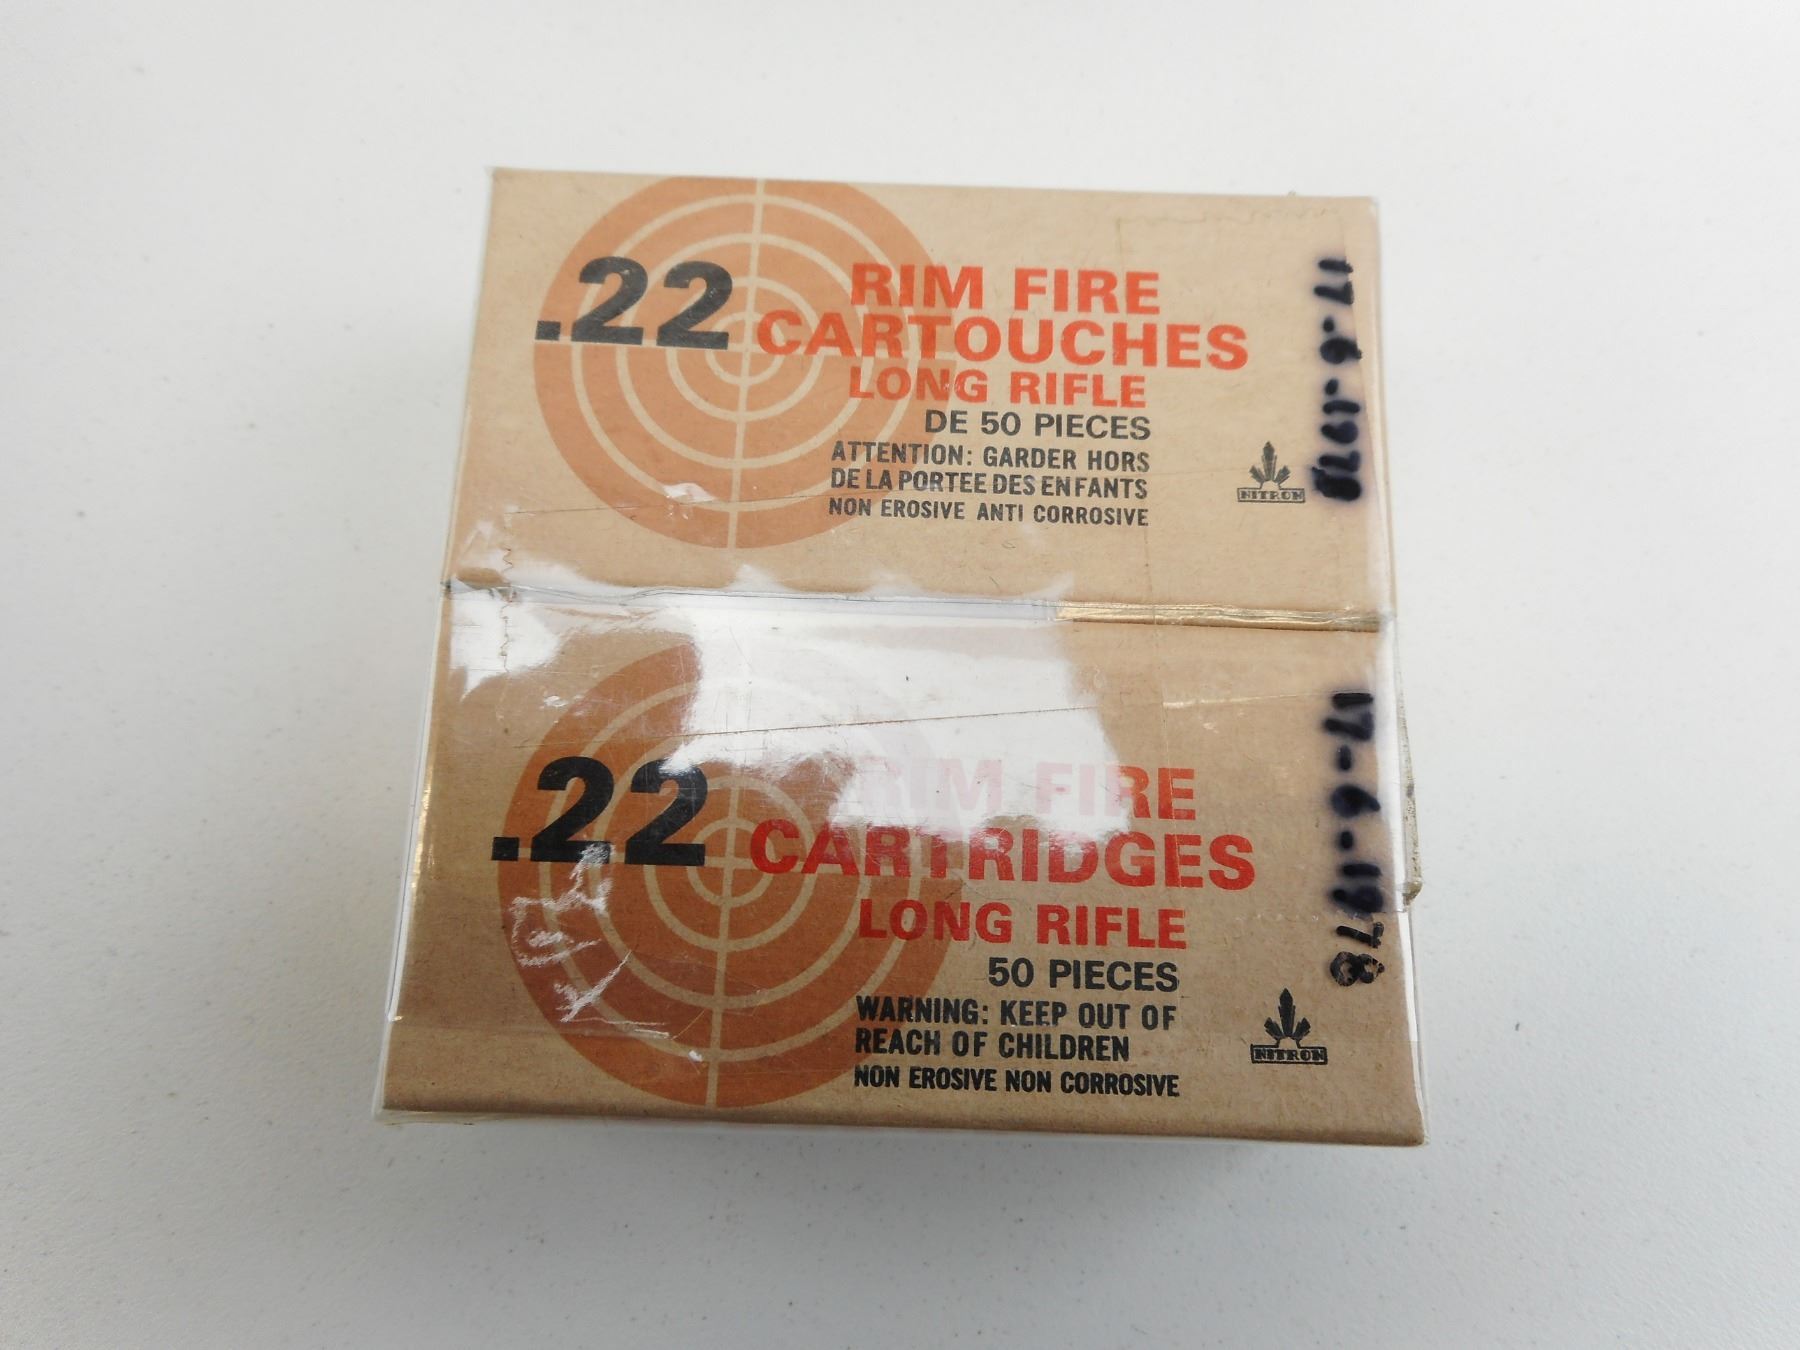 .22
RIM FIRE
CARTOUCHES
LONG RIFLE
DE 50 PIECES
ATTENTION: GARDER HORS
DE LA PORTEE DES ENFANTS
NON EROSIVE ANTI CORROSIVE
NITRON
17-6-1978
.22
RIM FIRE
CARTRIDGES
LONG RIFLE
50 PIECES
WARNING: KEEP OUT OF
REACH OF CHILDREN
NON EROSIVE NON CORROSIVE
NITRON
17-6-1978